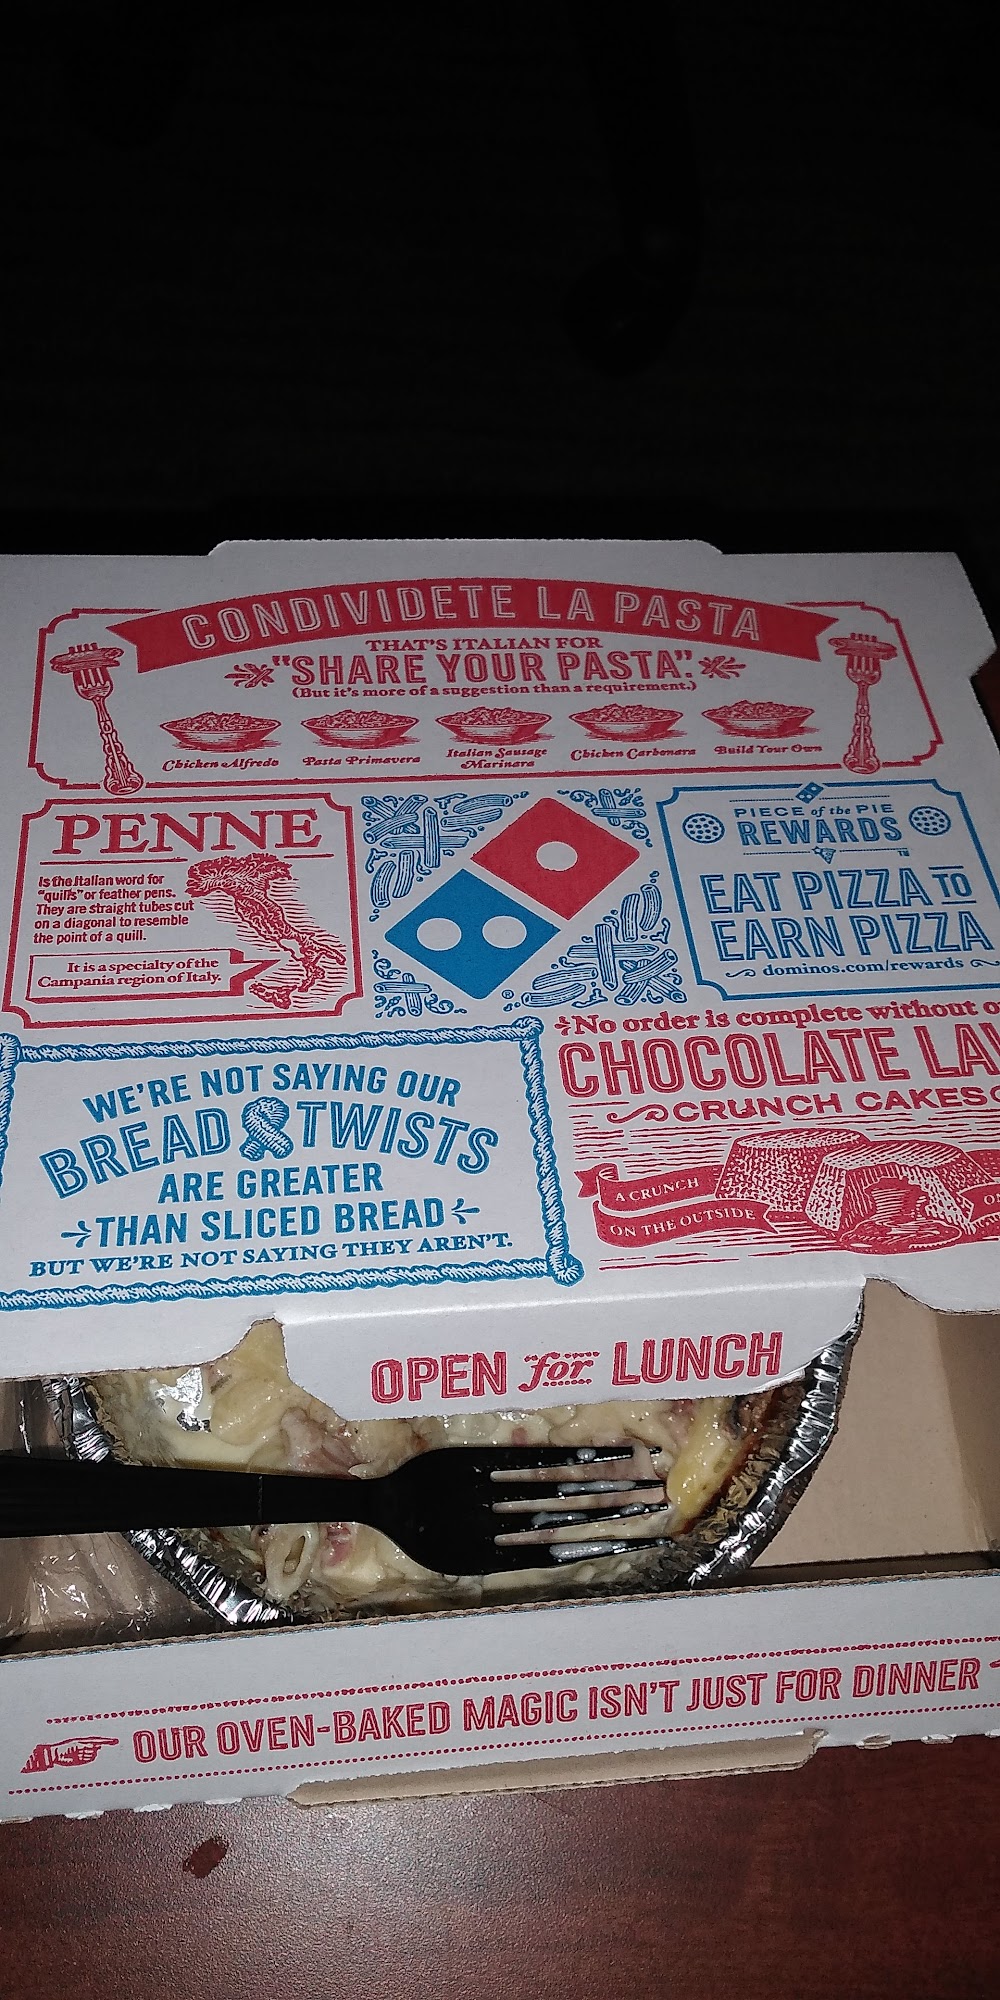 CONDIVIDETE LA PASTA
THAT'S ITALIAN FOR
"SHARE YOUR PASTA".
(But it's more of a suggestion than a requirement.)
Chicken Alfredo
Pasta Primavera
Italian Sausage
Marinara
Chicken Carbonara
Build Your Own
PENNE
Is the Italian word for
"quills" or feather pens.
They are straight tubes cut
on a diagonal to resemble
the point of a quill.
It is a specialty of the
Campania region of Italy.
®
PIECE of the PIE
REWARDS
TM
EAT PIZZA TO
EARN PIZZA
dominos.com/rewards
WE'RE NOT SAYING OUR
BREAD TWISTS
ARE GREATER
THAN SLICED BREAD
BUT WE'RE NOT SAYING THEY AREN'T.
No order is complete without
CHOCOLATE
CRUNCH CAKES
A CRUNCH
ON THE OUTSIDE
OPEN for LUNCH
OUR OVEN-BAKED MAGIC ISN'T JUST FOR DINNER